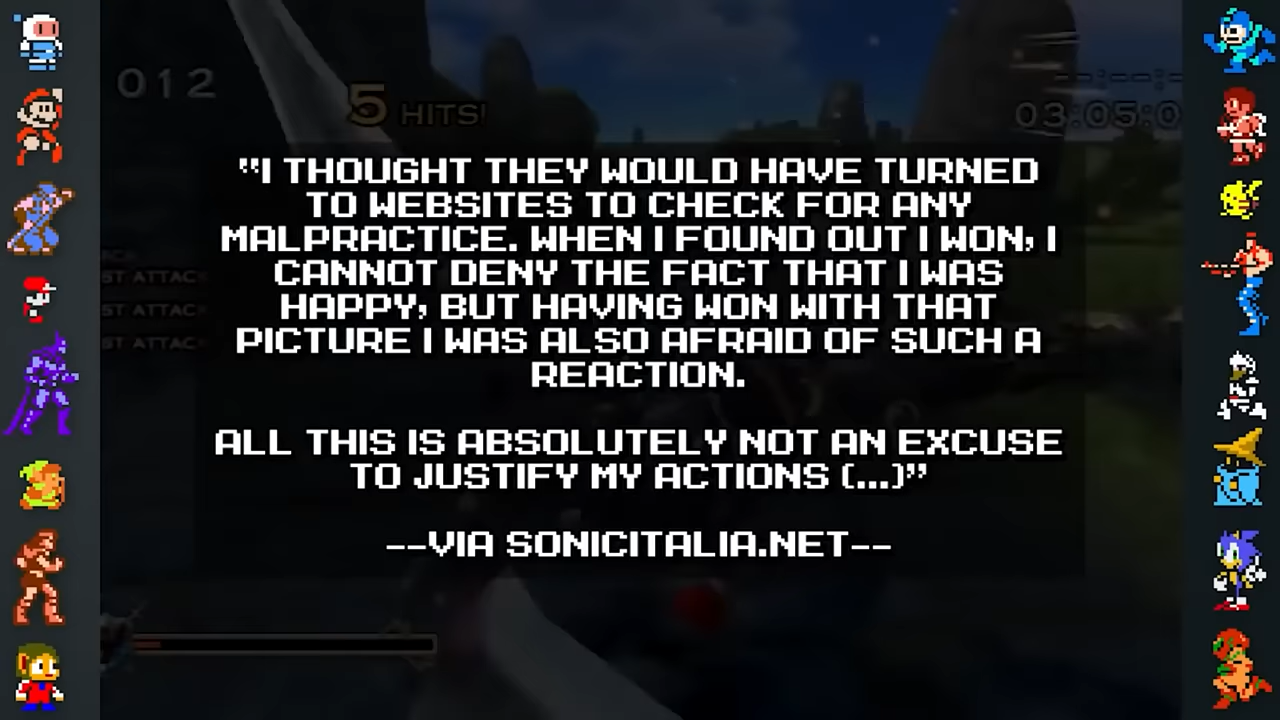 012
5 HITS!
03:05:0
"I THOUGHT THEY WOULD HAVE TURNED
TO WEBSITES TO CHECK FOR ANY
MALPRACTICE. WHEN I FOUND OUT I WON, I
CANNOT DENY THE FACT THAT I WAS
HAPPY, BUT HAVING WON WITH THAT
PICTURE I WAS ALSO AFRAID OF SUCH A
REACTION.
ALL THIS IS ABSOLUTELY NOT AN EXCUSE
TO JUSTIFY MY ACTIONS (...)"
--VIA SONICITALIA.NET--